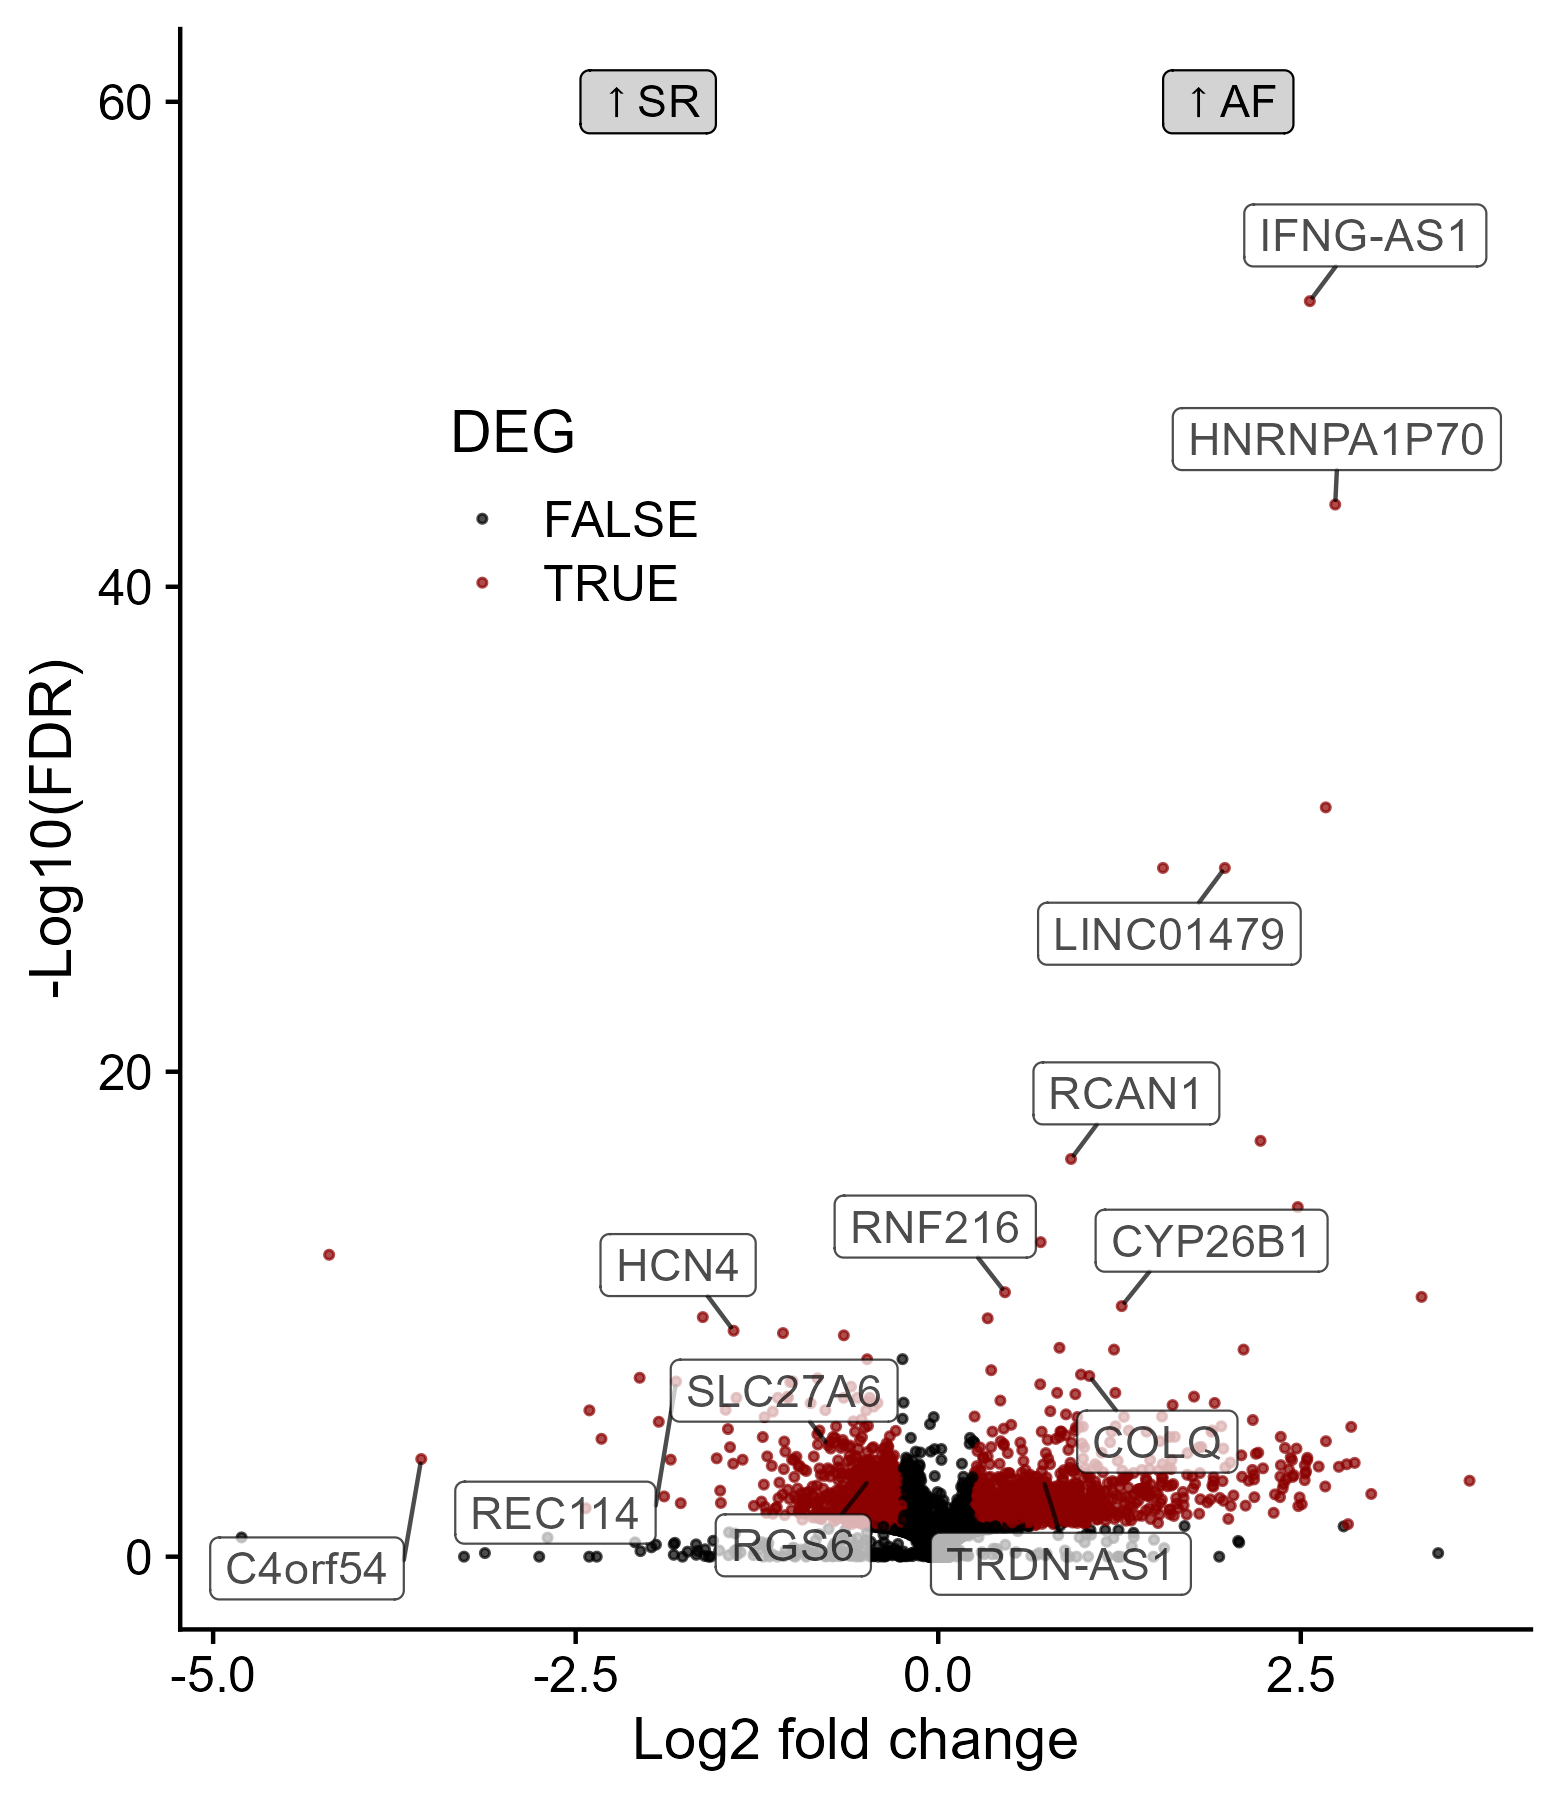 60
↑ SR
↑ AF
IFNG-AS1
DEG
HNRNPA1P70
FALSE
TRUE
40
-Log10(FDR)
LINC01479
20
RCAN1
RNF216
CYP26B1
HCN4
SLC27A6
COLQ
REC114
RGS6
TRDN-AS1
C4orf54
0
-5.0
-2.5
0.0
2.5
Log2 fold change